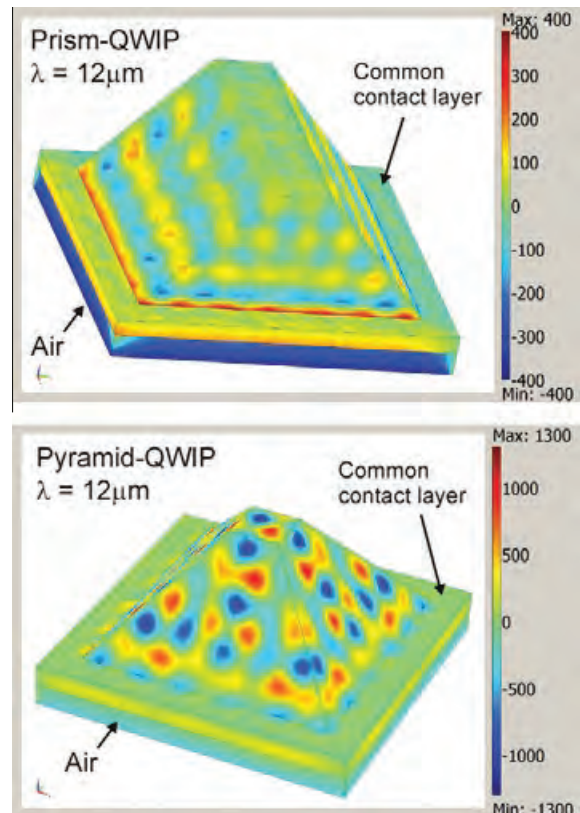 Prism-QWIP
λ = 12μm
Common
contact layer
Air
Max: 400
400
300
200
100
0
-100
-200
-300
-400
Min: -400
Pyramid-QWIP
λ = 12μm
Common
contact layer
Air
Max: 1300
1000
500
0
-500
-1000
Min: -1300